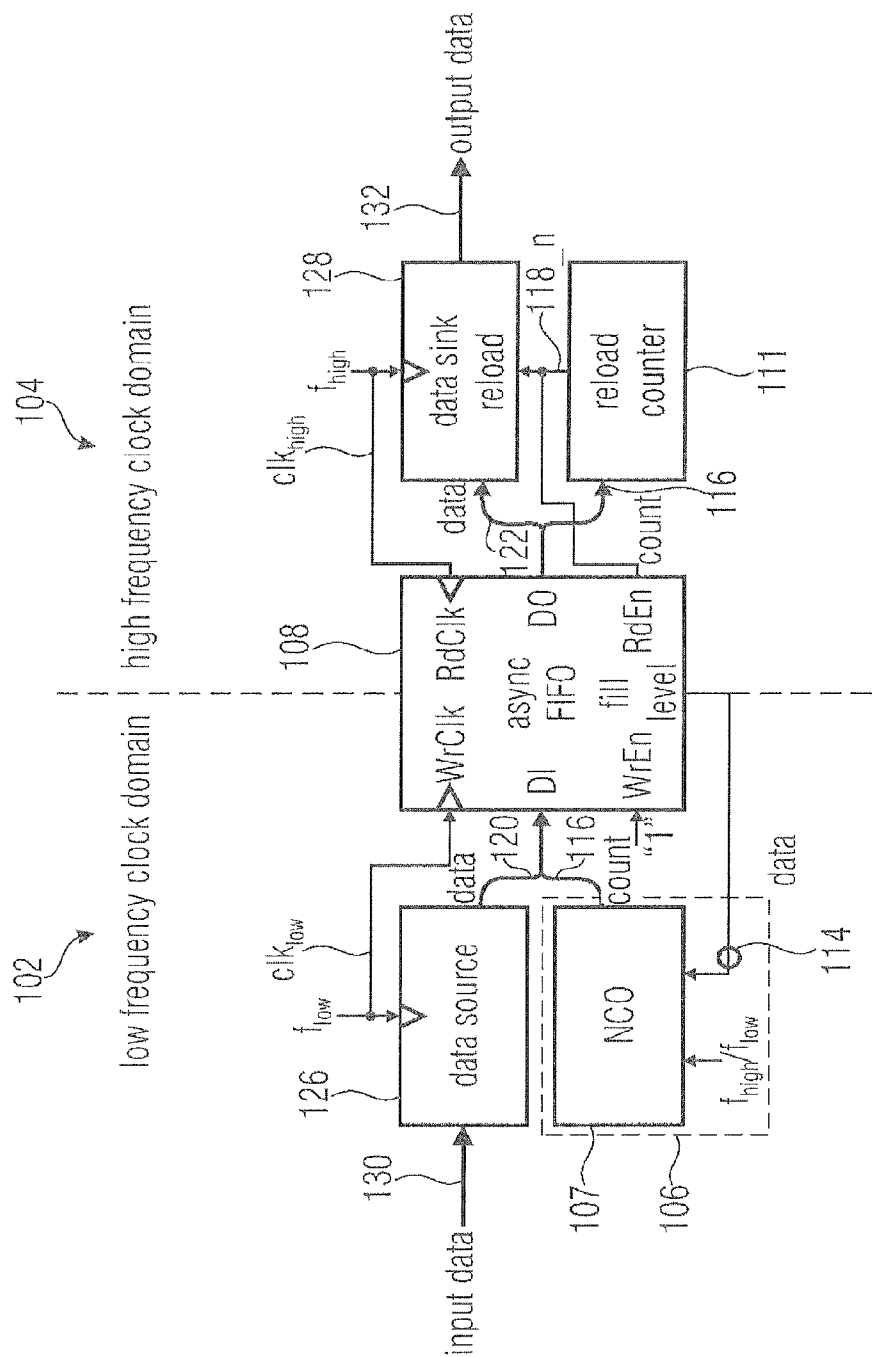 102
104
low frequency clock domain
high frequency clock domain
f_low
clk_low
clk_high
f_high
126
data source
108
WrClk
RdClk
128
data sink
reload
132
output data
input data
130
data
120
DI
async
FIFO
DO
122
data
116
count
"1"
WrEn
fill
level
RdEn
118_n
107
NCO
count
116
reload
counter
111
106
f_high/f_low
114
data